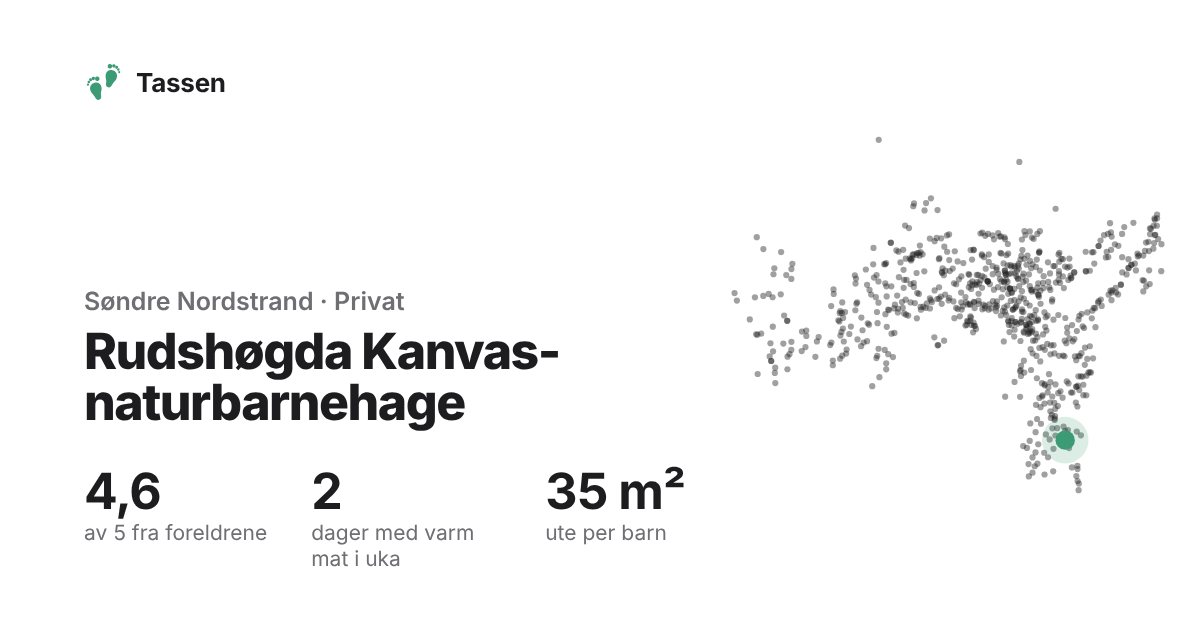 Tassen
Søndre Nordstrand · Privat
Rudshøgda Kanvas-
naturbarnehage
4,6
av 5 fra foreldrene
2
dager med varm
mat i uka
35 m²
ute per barn